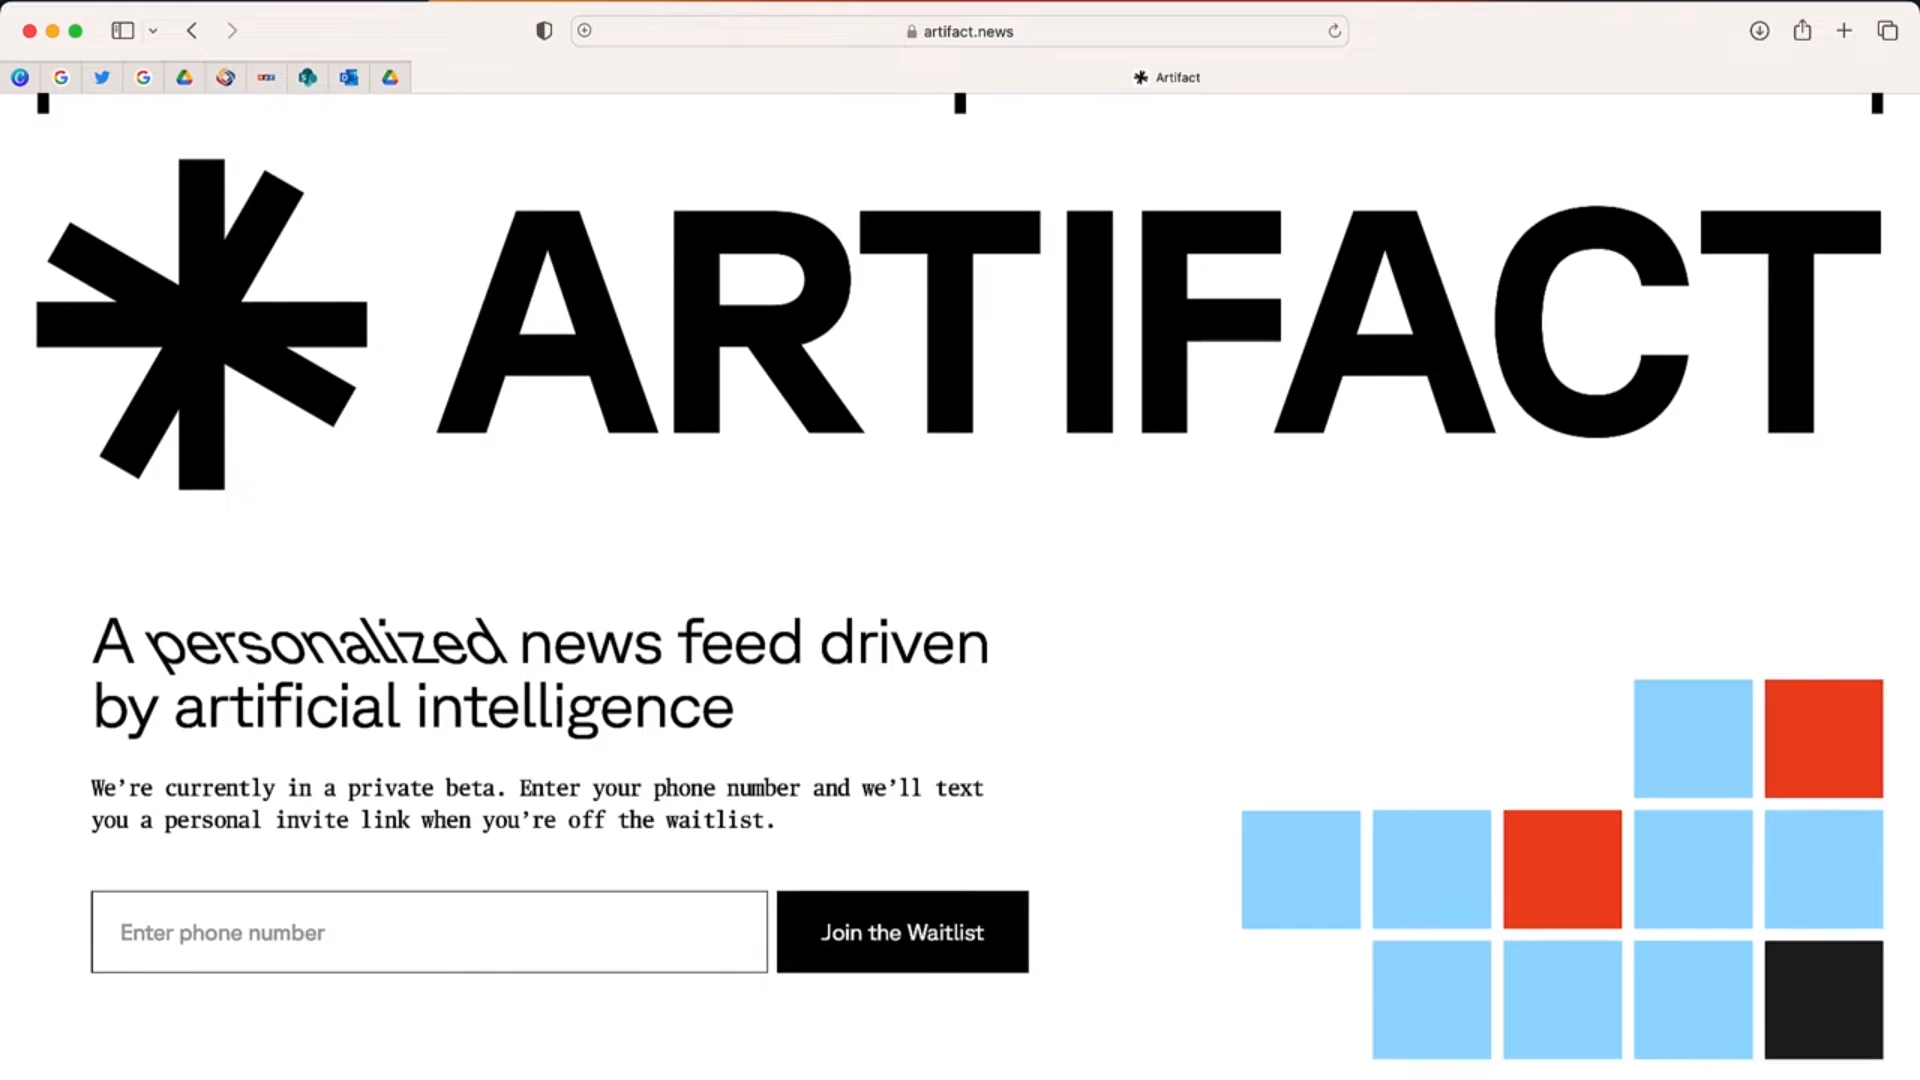 artifact.news
Artifact
ARTIFACT
A personalized news feed driven
by artificial intelligence
We’re currently in a private beta. Enter your phone number and we’ll text
you a personal invite link when you’re off the waitlist.
Enter phone number
Join the Waitlist